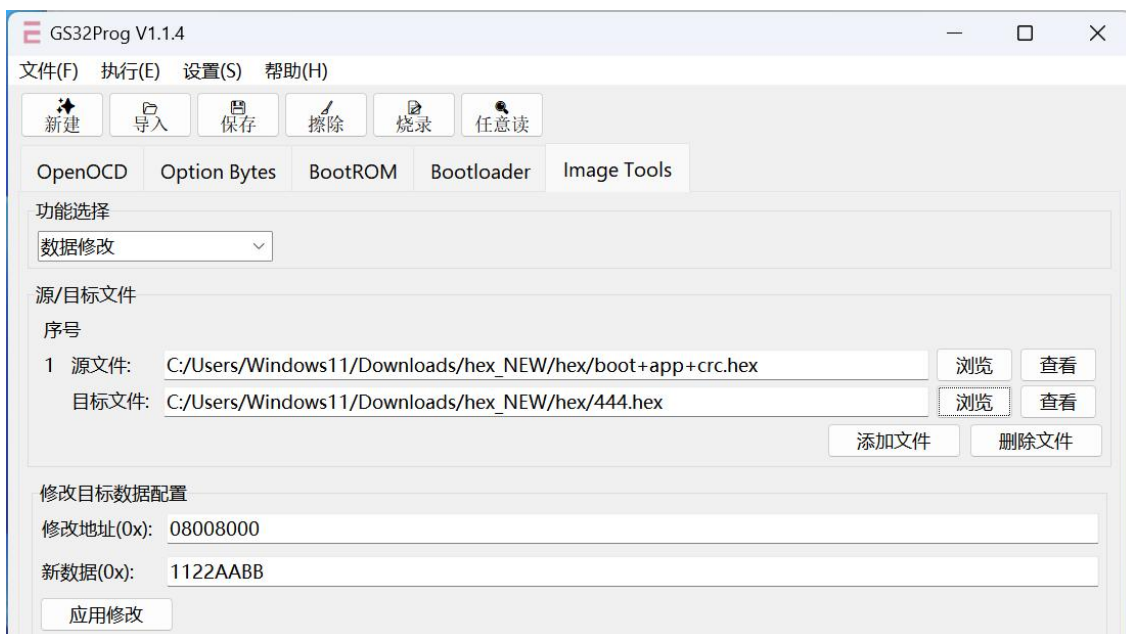 GS32Prog V1.1.4
文件(F) 执行(E) 设置(S) 帮助(H)
新建 导入 保存 擦除 烧录 任意读
OpenOCD Option Bytes BootROM Bootloader Image Tools
功能选择
数据修改
源/目标文件
序号
1 源文件: C:/Users/Windows11/Downloads/hex_NEW/hex/boot+app+crc.hex 浏览 查看
目标文件: C:/Users/Windows11/Downloads/hex_NEW/hex/444.hex 浏览 查看
添加文件 删除文件
修改目标数据配置
修改地址(0x): 08008000
新数据(0x): 1122AABB
应用修改